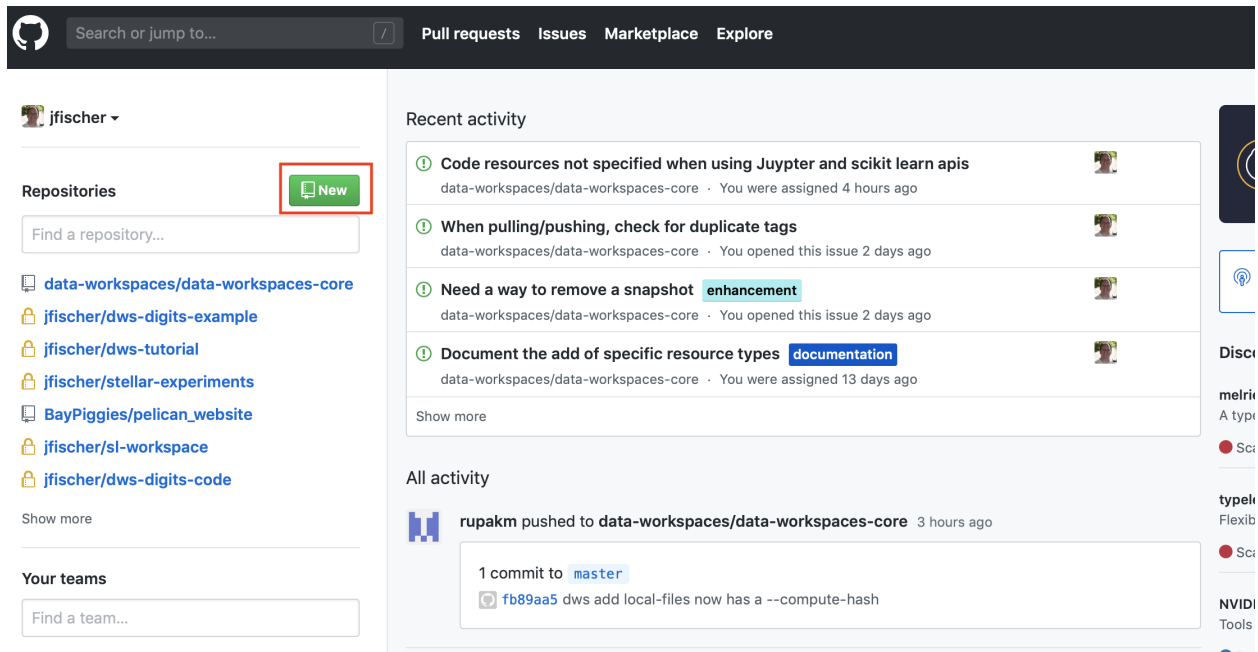 Search or jump to... /
Pull requests Issues Marketplace Explore
jfischer
Repositories
New
Find a repository...
data-workspaces/data-workspaces-core
jfischer/dws-digits-example
jfischer/dws-tutorial
jfischer/stellar-experiments
BayPiggies/pelican_website
jfischer/sl-workspace
jfischer/dws-digits-code
Show more
Your teams
Find a team...
Recent activity
Code resources not specified when using Juypter and scikit learn apis
data-workspaces/data-workspaces-core · You were assigned 4 hours ago
When pulling/pushing, check for duplicate tags
data-workspaces/data-workspaces-core · You opened this issue 2 days ago
Need a way to remove a snapshot enhancement
data-workspaces/data-workspaces-core · You opened this issue 2 days ago
Document the add of specific resource types documentation
data-workspaces/data-workspaces-core · You were assigned 13 days ago
Show more
All activity
rupakm pushed to data-workspaces/data-workspaces-core 3 hours ago
1 commit to master
fb89aa5 dws add local-files now has a --compute-hash
A
NVIDI
Tools